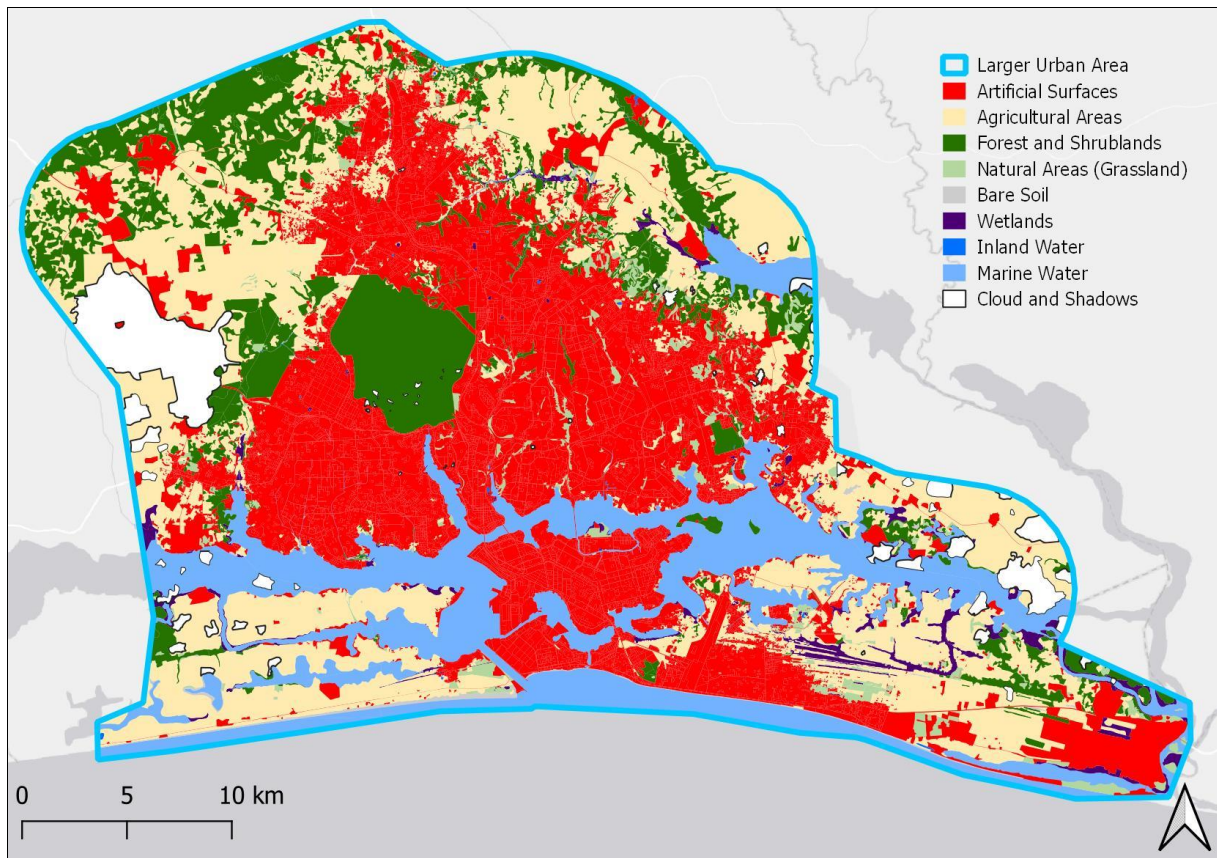 Larger Urban Area
Artificial Surfaces
Agricultural Areas
Forest and Shrublands
Natural Areas (Grassland)
Bare Soil
Wetlands
Inland Water
Marine Water
Cloud and Shadows
0 5 10 km